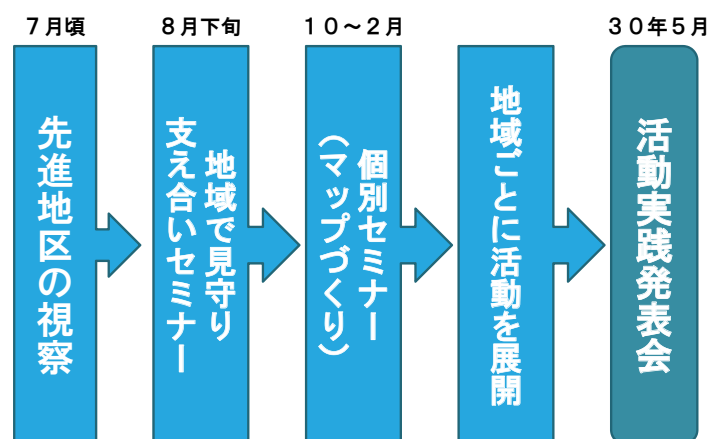 7月頃
先進地区の視察
8月下旬
地域で見守り
支え合いセミナー
10~2月
個別セミナー
(マップづくり)
地域ごとに活動を展開
30年5月
活動実践発表会